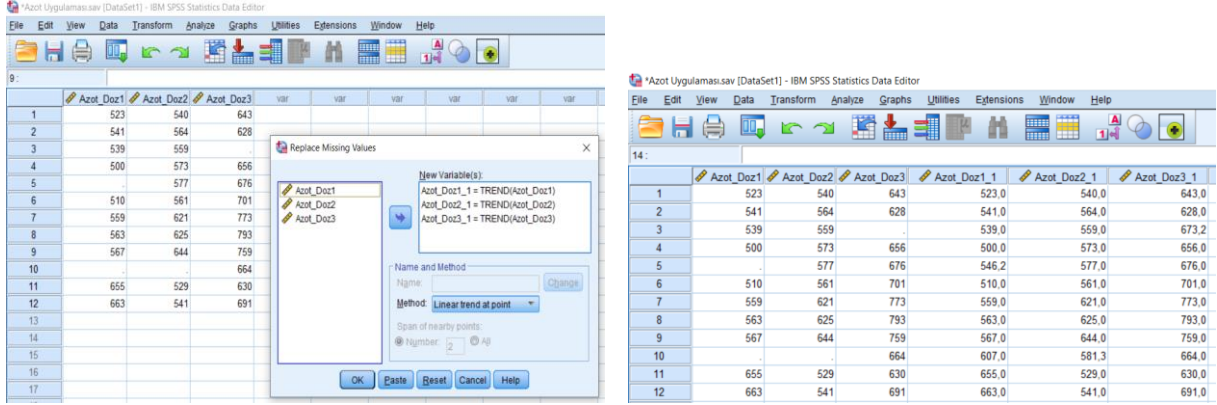 *Azot Uygulaması.sav [DataSet1] - IBM SPSS Statistics Data Editor
File Edit View Data Transform Analyze Graphs Utilities Extensions Window Help
9 :
Azot_Doz1 Azot_Doz2 Azot_Doz3 var var var var var var
1 523 540 643
2 541 564 628
3 539 559 .
4 500 573 656
5 . 577 676
6 510 561 701
7 559 621 773
8 563 625 793
9 567 644 759
10 . . 664
11 655 529 630
12 663 541 691
13
14
15
16
17
Replace Missing Values
New Variable(s):
Azot_Doz1
Azot_Doz2
Azot_Doz3
Azot_Doz1_1 = TREND(Azot_Doz1)
Azot_Doz2_1 = TREND(Azot_Doz2)
Azot_Doz3_1 = TREND(Azot_Doz3)
Name and Method
Name: Change
Method: Linear trend at point
Span of nearby points:
Number: 2 All
OK Paste Reset Cancel Help
*Azot Uygulaması.sav [DataSet1] - IBM SPSS Statistics Data Editor
File Edit View Data Transform Analyze Graphs Utilities Extensions Window Help
14 :
Azot_Doz1 Azot_Doz2 Azot_Doz3 Azot_Doz1_1 Azot_Doz2_1 Azot_Doz3_1
1 523 540 643 523,0 540,0 643,0
2 541 564 628 541,0 564,0 628,0
3 539 559 . 539,0 559,0 673,2
4 500 573 656 500,0 573,0 656,0
5 . 577 676 546,2 577,0 676,0
6 510 561 701 510,0 561,0 701,0
7 559 621 773 559,0 621,0 773,0
8 563 625 793 563,0 625,0 793,0
9 567 644 759 567,0 644,0 759,0
10 . . 664 607,0 581,3 664,0
11 655 529 630 655,0 529,0 630,0
12 663 541 691 663,0 541,0 691,0